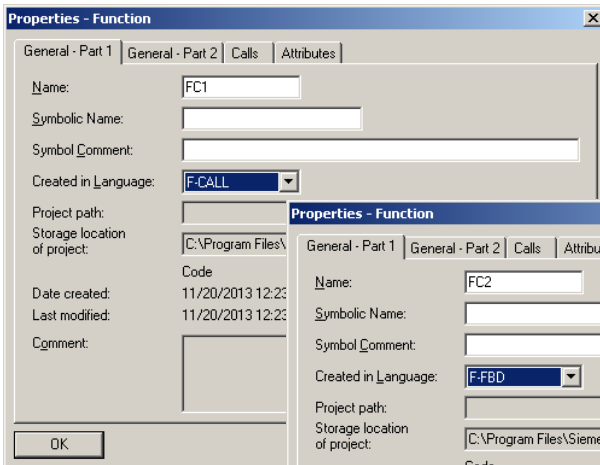 Properties - Function
General - Part 1 General - Part 2 Calls Attributes
Name: FC1
Symbolic Name:
Symbol Comment:
Created in Language: F-CALL
Project path:
Storage location
of project: C:\Program Files\
Code
Date created: 11/20/2013 12:23
Last modified: 11/20/2013 12:23
Comment:
OK
Properties - Function
General - Part 1 General - Part 2 Calls Attribu
Name: FC2
Symbolic Name:
Symbol Comment:
Created in Language: F-FBD
Project path:
Storage location
of project: C:\Program Files\Sieme
Code